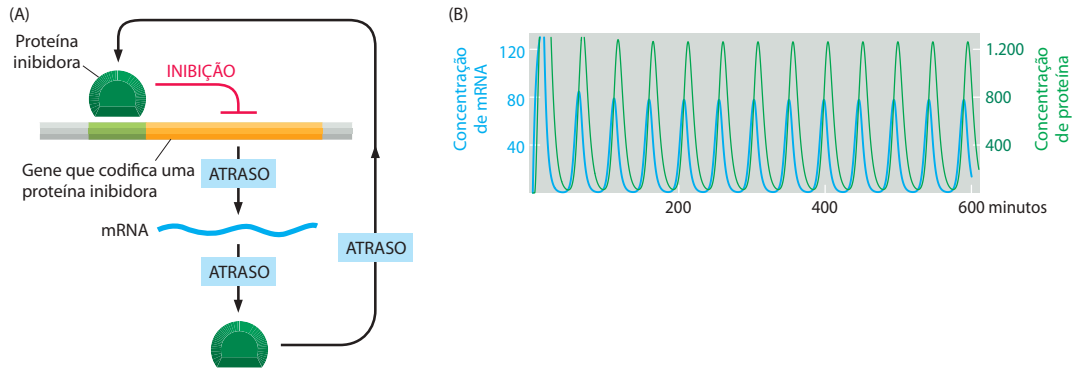 (A)
Proteína
inibidora
INIBIÇÃO
Gene que codifica uma
proteína inibidora
ATRASO
mRNA
ATRASO
ATRASO
(B)
Concentração
de mRNA
120
80
40
1.200
800
400
Concentração
de proteína
200
400
600 minutos